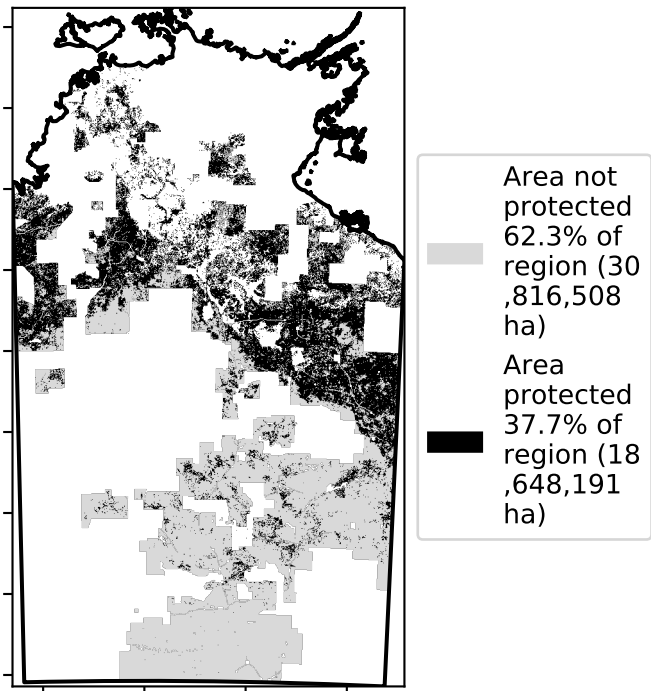 Area not
protected
62.3% of
region (30
,816,508
ha)
Area
protected
37.7% of
region (18
,648,191
ha)